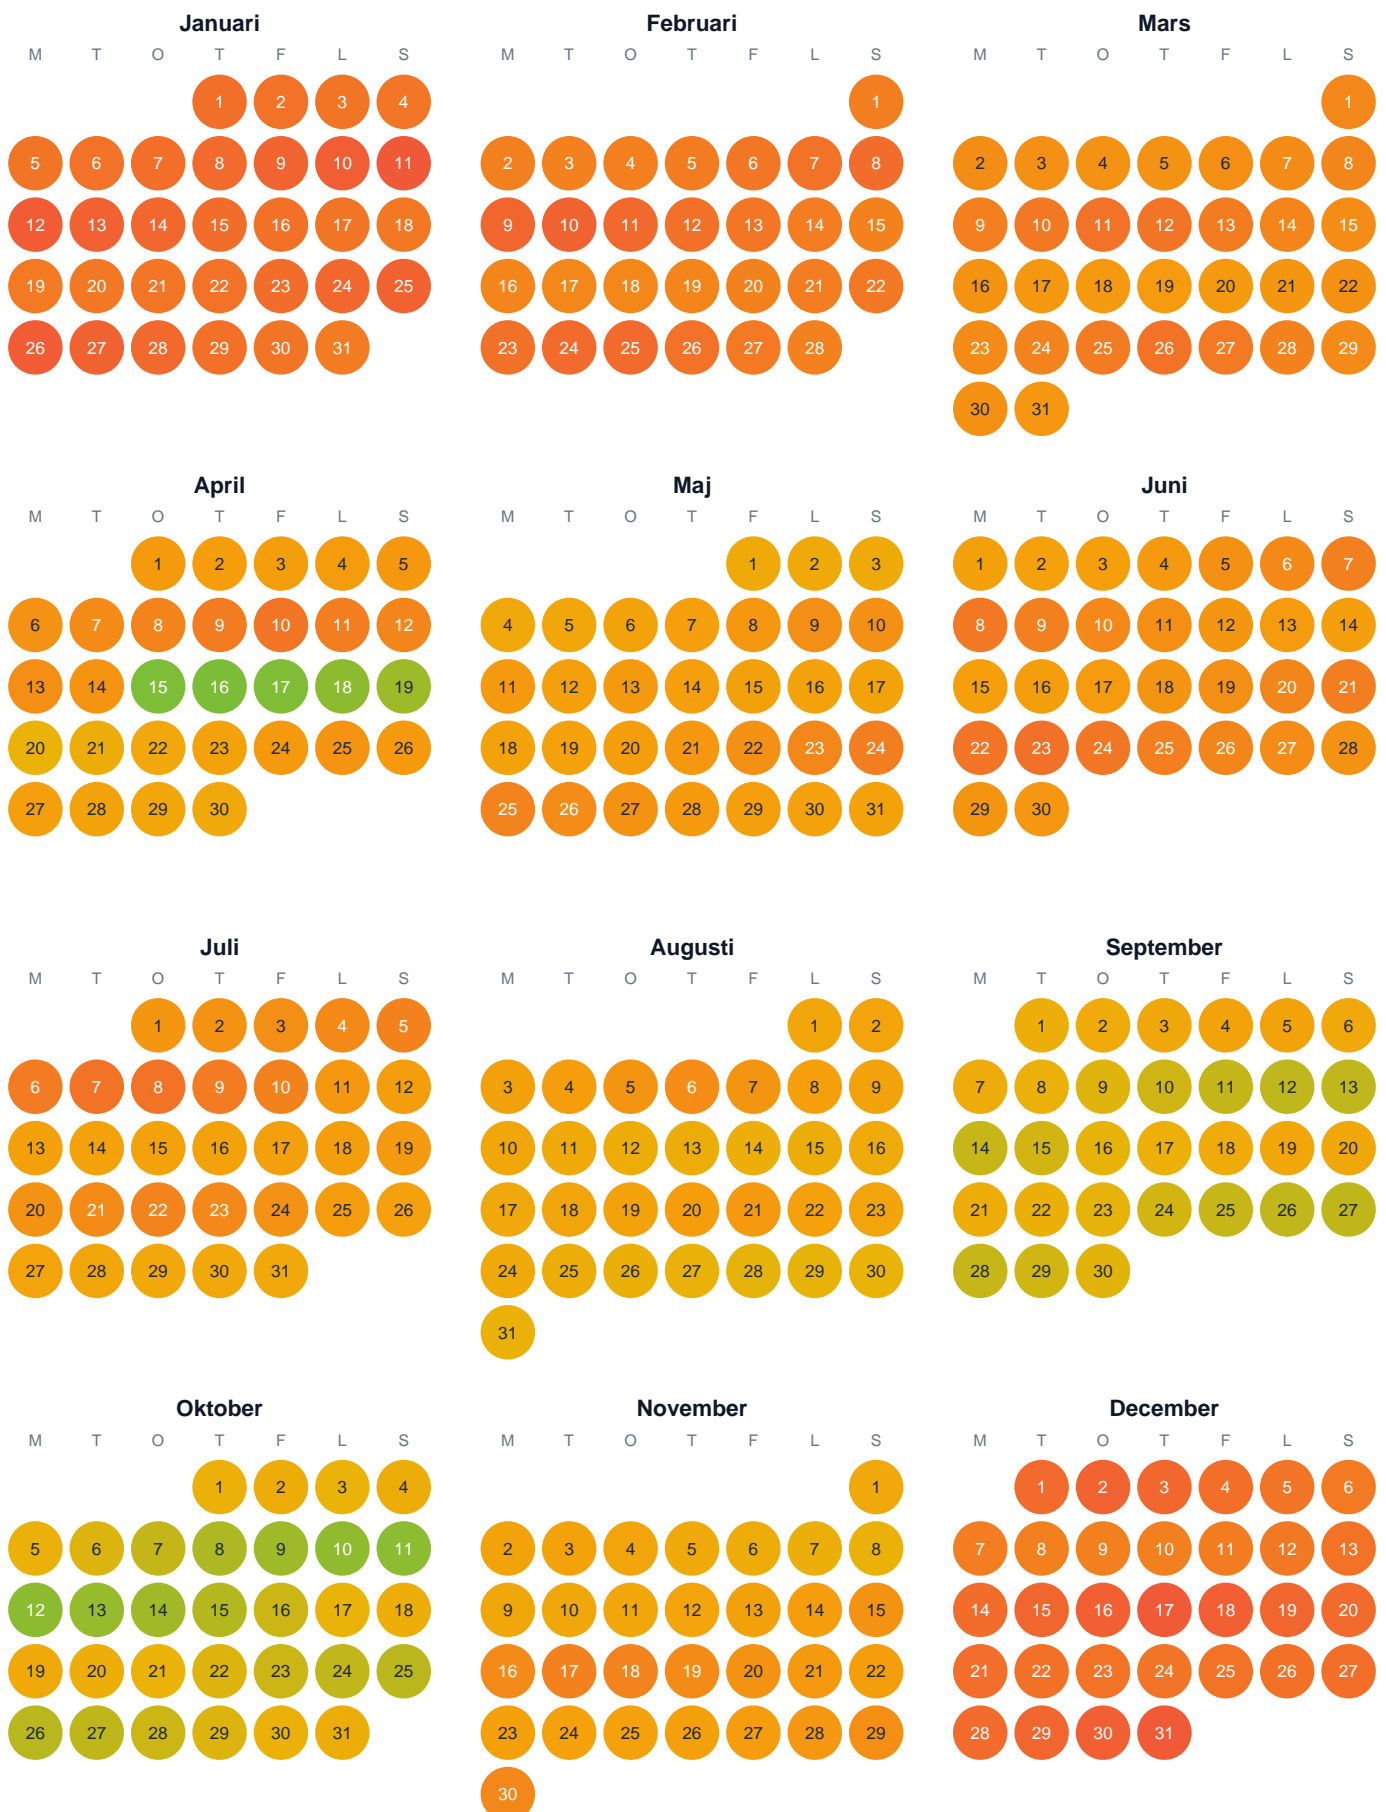 Januari Februari Mars
M T O T F L S M T O T F L S M T O T F L S
1 2 3 4 1 1
5 6 7 8 9 10 11 2 3 4 5 6 7 8 2 3 4 5 6 7 8
12 13 14 15 16 17 18 9 10 11 12 13 14 15 9 10 11 12 13 14 15
19 20 21 22 23 24 25 16 17 18 19 20 21 22 16 17 18 19 20 21 22
26 27 28 29 30 31 23 24 25 26 27 28 23 24 25 26 27 28 29
30 31
April Maj Juni
M T O T F L S M T O T F L S M T O T F L S
1 2 3 4 5 1 2 3 1 2 3 4 5 6 7
6 7 8 9 10 11 12 4 5 6 7 8 9 10 8 9 10 11 12 13 14
13 14 15 16 17 18 19 11 12 13 14 15 16 17 15 16 17 18 19 20 21
20 21 22 23 24 25 26 18 19 20 21 22 23 24 22 23 24 25 26 27 28
27 28 29 30 25 26 27 28 29 30 31 29 30
Juli Augusti September
M T O T F L S M T O T F L S M T O T F L S
1 2 3 4 5 1 2 1 2 3 4 5 6
6 7 8 9 10 11 12 3 4 5 6 7 8 9 7 8 9 10 11 12 13
13 14 15 16 17 18 19 10 11 12 13 14 15 16 14 15 16 17 18 19 20
20 21 22 23 24 25 26 17 18 19 20 21 22 23 21 22 23 24 25 26 27
27 28 29 30 31 24 25 26 27 28 29 30 28 29 30
31
Oktober November December
M T O T F L S M T O T F L S M T O T F L S
1 2 3 4 1 1 2 3 4 5 6
5 6 7 8 9 10 11 2 3 4 5 6 7 8 7 8 9 10 11 12 13
12 13 14 15 16 17 18 9 10 11 12 13 14 15 14 15 16 17 18 19 20
19 20 21 22 23 24 25 16 17 18 19 20 21 22 21 22 23 24 25 26 27
26 27 28 29 30 31 23 24 25 26 27 28 29 28 29 30 31
30